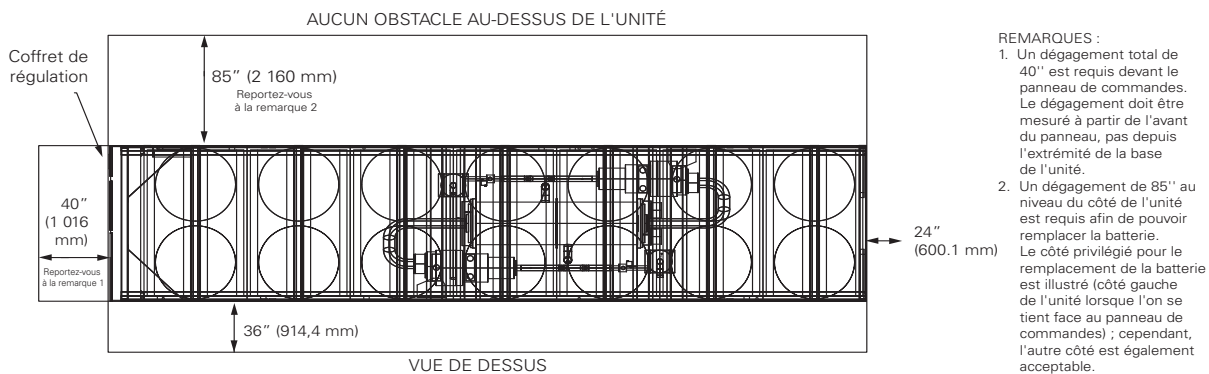 AUCUN OBSTACLE AU-DESSUS DE L'UNITÉ
Coffret de
régulation
85” (2 160 mm)
Reportez-vous
à la remarque 2
40”
(1 016
mm)
Reportez-vous
à la remarque 1
24”
(600.1 mm)
36” (914,4 mm)
VUE DE DESSUS
REMARQUES :
1. Un dégagement total de
40'' est requis devant le
panneau de commandes.
Le dégagement doit être
mesuré à partir de l'avant
du panneau, pas depuis
l'extrémité de la base
de l'unité.
2. Un dégagement de 85'' au
niveau du côté de l'unité
est requis afin de pouvoir
remplacer la batterie.
Le côté privilégié pour le
remplacement de la batterie
est illustré (côté gauche
de l'unité lorsque l'on se
tient face au panneau de
commandes) ; cependant,
l'autre côté est également
acceptable.